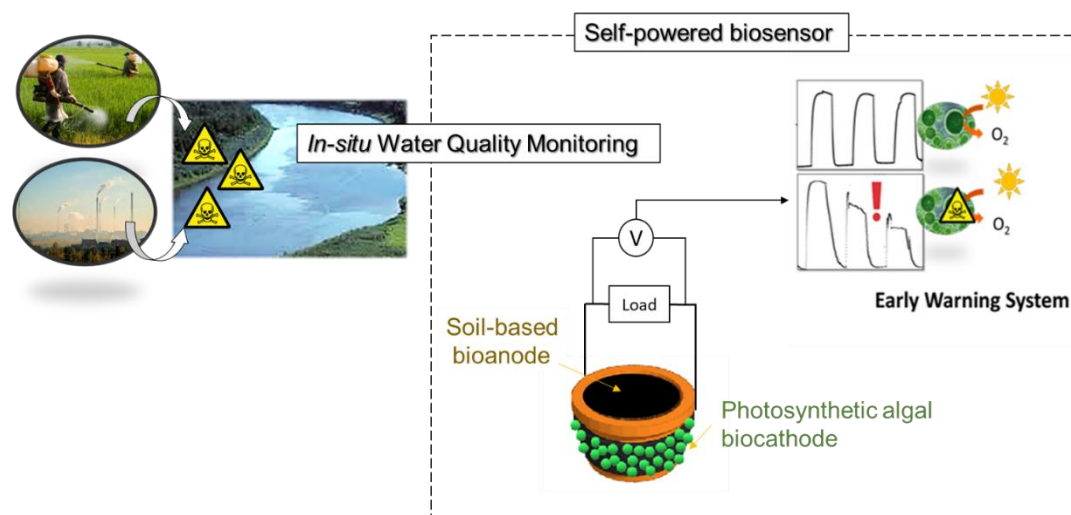 Self-powered biosensor
In-situ Water Quality Monitoring
O2
O2
Early Warning System
V
Load
Soil-based
bioanode
Photosynthetic algal
biocathode